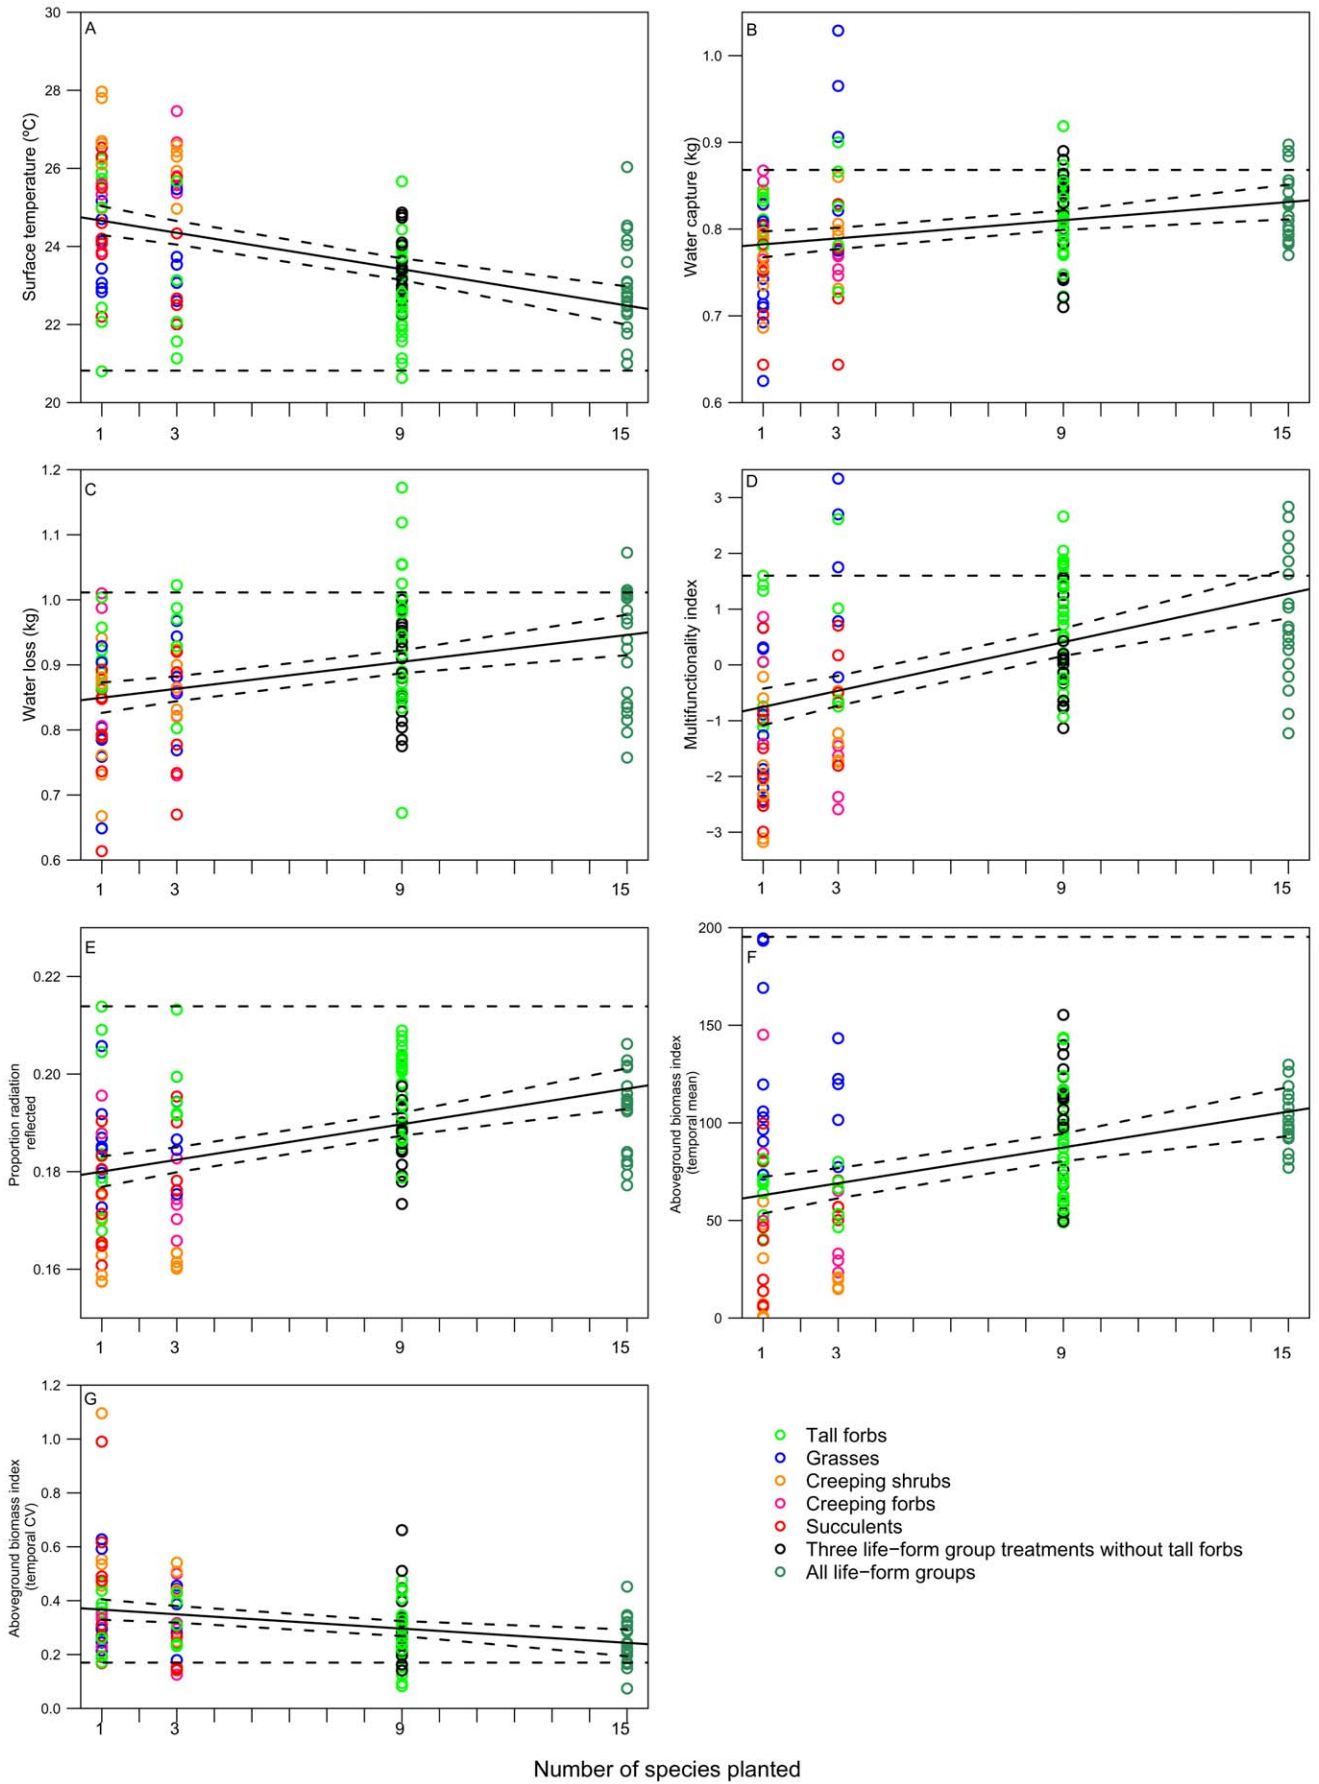 A
Surface temperature (ºC)
30
28
26
24
22
20
1 3 9 15
B
Water capture (kg)
1.0
0.9
0.8
0.7
0.6
1 3 9 15
C
Water loss (kg)
1.2
1.1
1.0
0.9
0.8
0.7
0.6
1 3 9 15
D
Multifunctionality index
3
2
1
0
−1
−2
−3
1 3 9 15
E
Proportion radiation
reflected
0.22
0.20
0.18
0.16
1 3 9 15
F
Aboveground biomass index
(temporal mean)
200
150
100
50
0
1 3 9 15
G
Aboveground biomass index
(temporal CV)
1.2
1.0
0.8
0.6
0.4
0.2
0.0
1 3 9 15
Tall forbs
Grasses
Creeping shrubs
Creeping forbs
Succulents
Three life−form group treatments without tall forbs
All life−form groups
Number of species planted